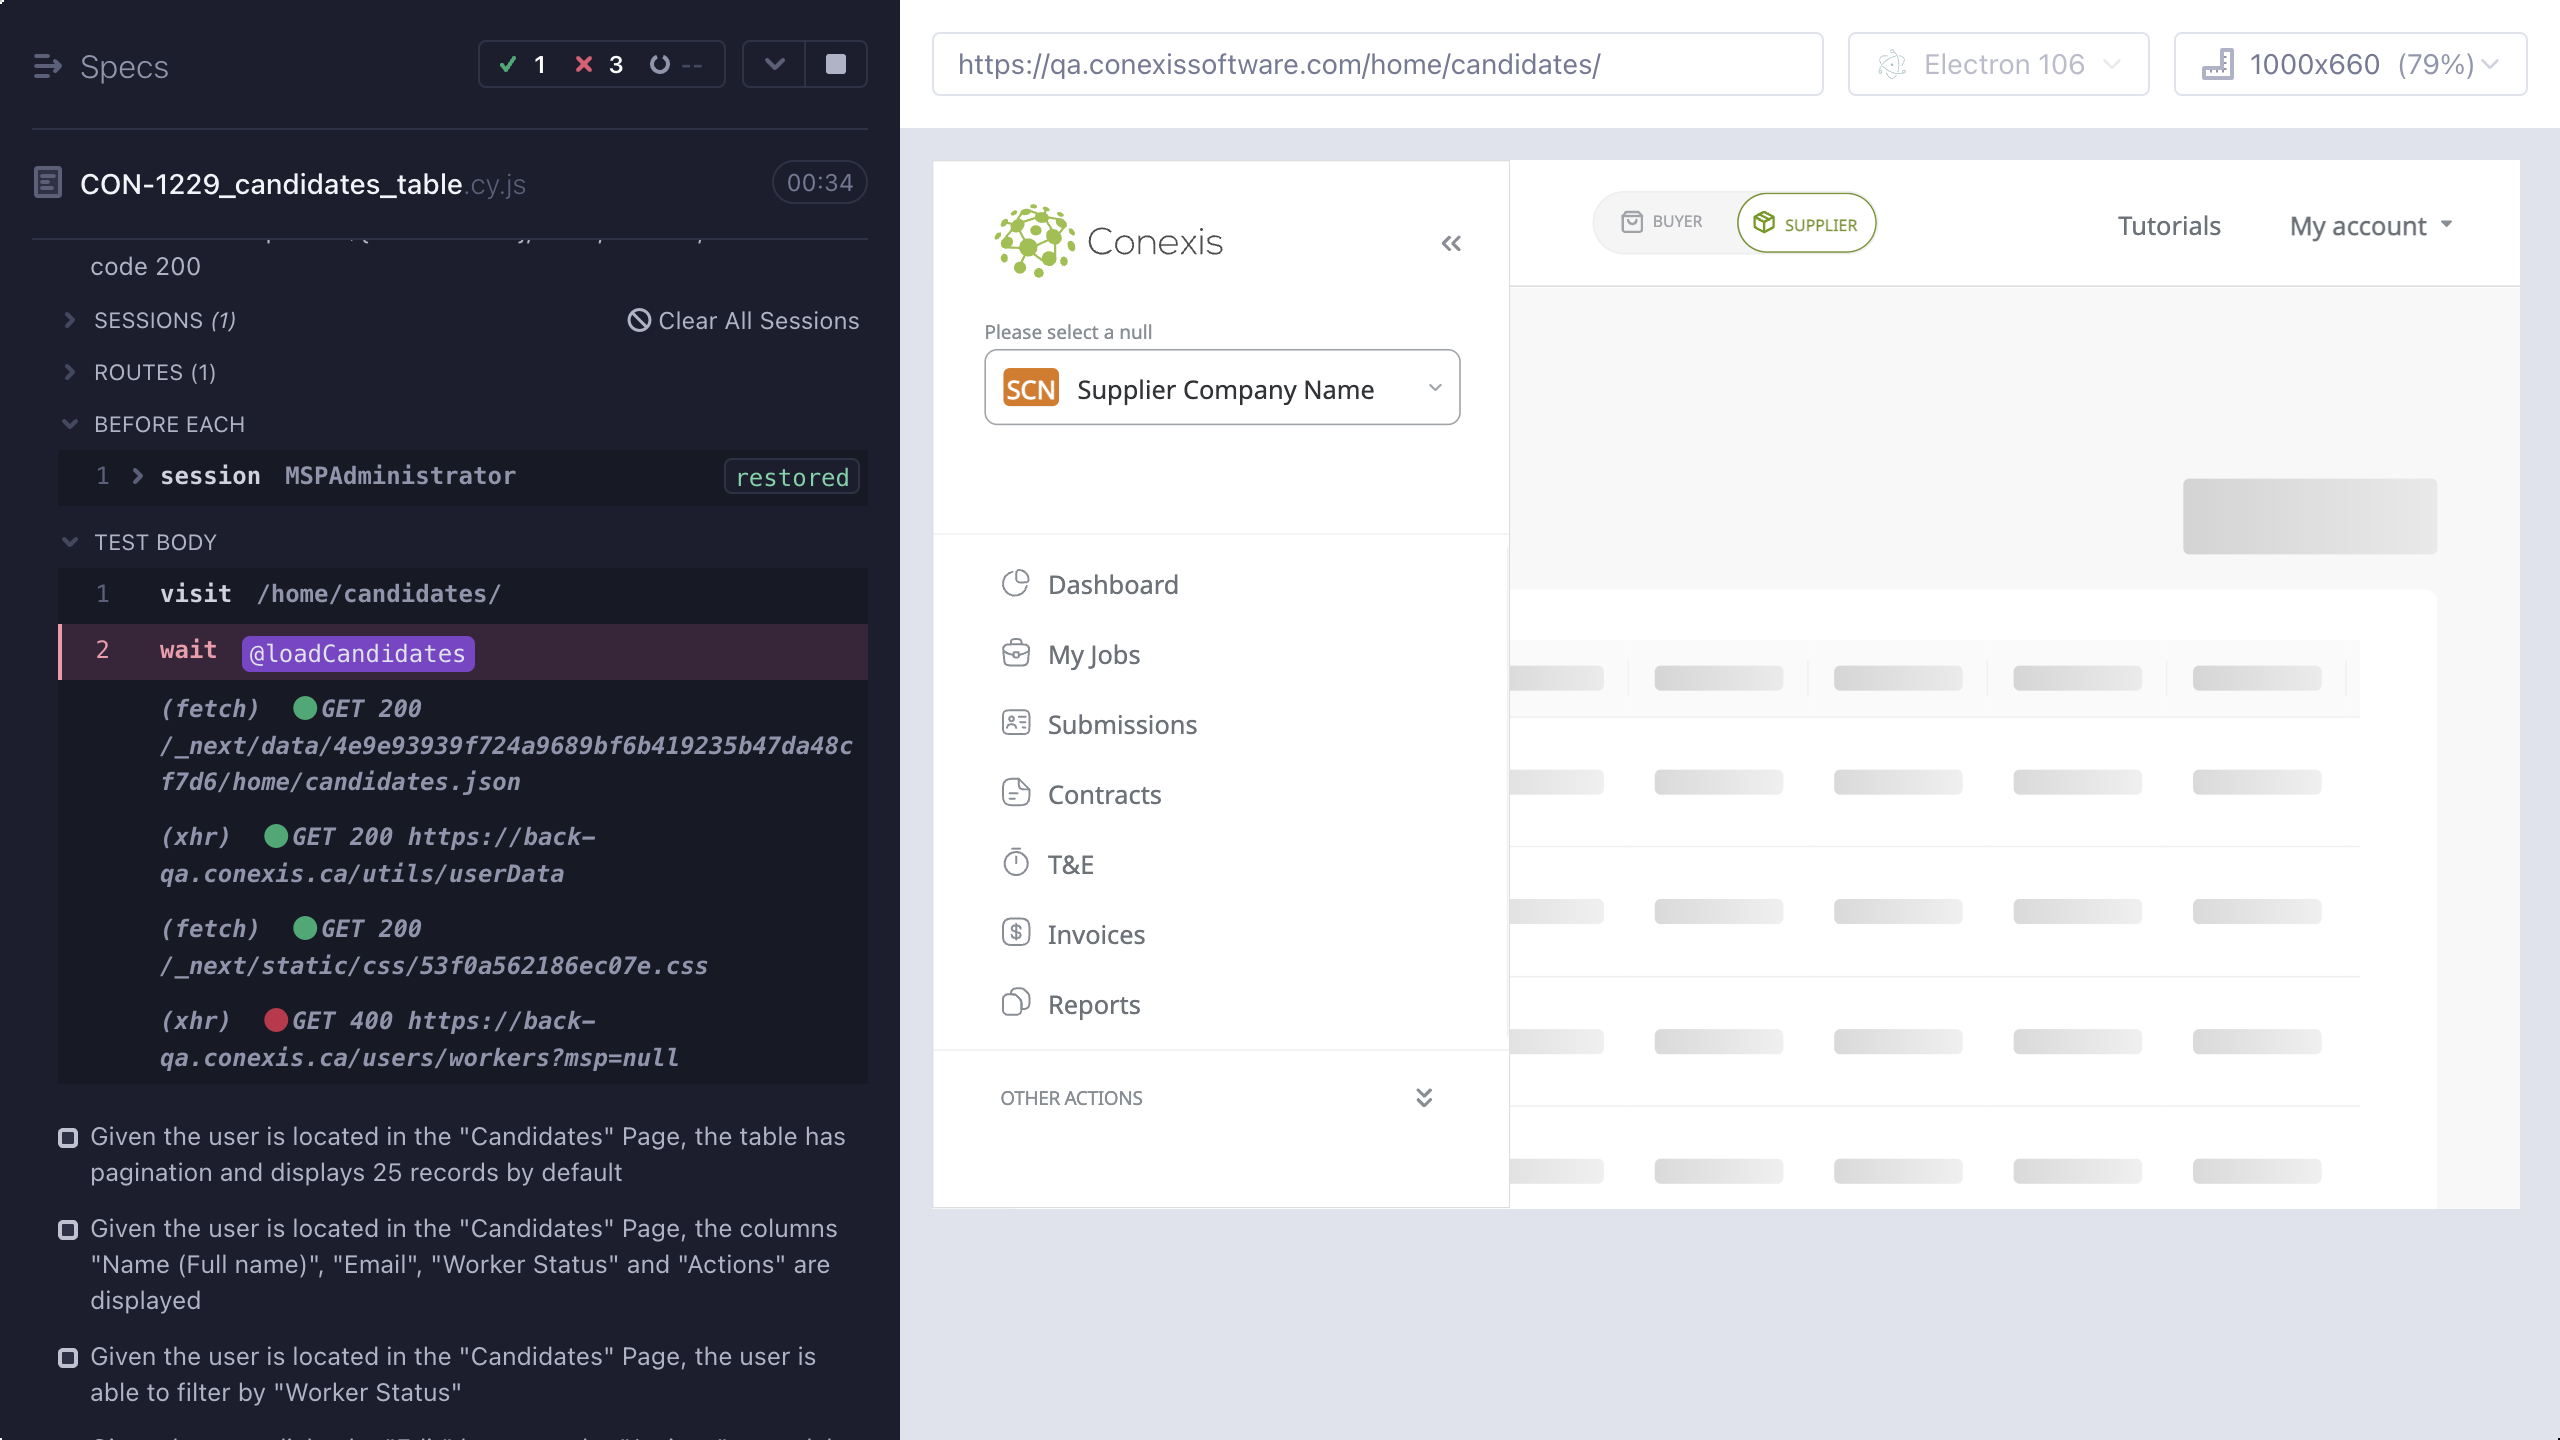 Specs
1 3 --
CON-1229_candidates_table.cy.js 00:34
code 200
SESSIONS (1) Clear All Sessions
ROUTES (1)
BEFORE EACH
1 session MSPAdministrator restored
TEST BODY
1 visit /home/candidates/
2 wait @loadCandidates
(fetch) GET 200
/_next/data/4e9e93939f724a9689bf6b419235b47da48c
f7d6/home/candidates.json
(xhr) GET 200 https://back-
qa.conexis.ca/utils/userData
(fetch) GET 200
/_next/static/css/53f0a562186ec07e.css
(xhr) GET 400 https://back-
qa.conexis.ca/users/workers?msp=null
Given the user is located in the "Candidates" Page, the table has
pagination and displays 25 records by default
Given the user is located in the "Candidates" Page, the columns
"Name (Full name)", "Email", "Worker Status" and "Actions" are
displayed
Given the user is located in the "Candidates" Page, the user is
able to filter by "Worker Status"
https://qa.conexissoftware.com/home/candidates/
Electron 106
1000x660 (79%)
Conexis
BUYER
SUPPLIER
Tutorials
My account
Please select a null
SCN Supplier Company Name
Dashboard
My Jobs
Submissions
Contracts
T&E
Invoices
Reports
OTHER ACTIONS